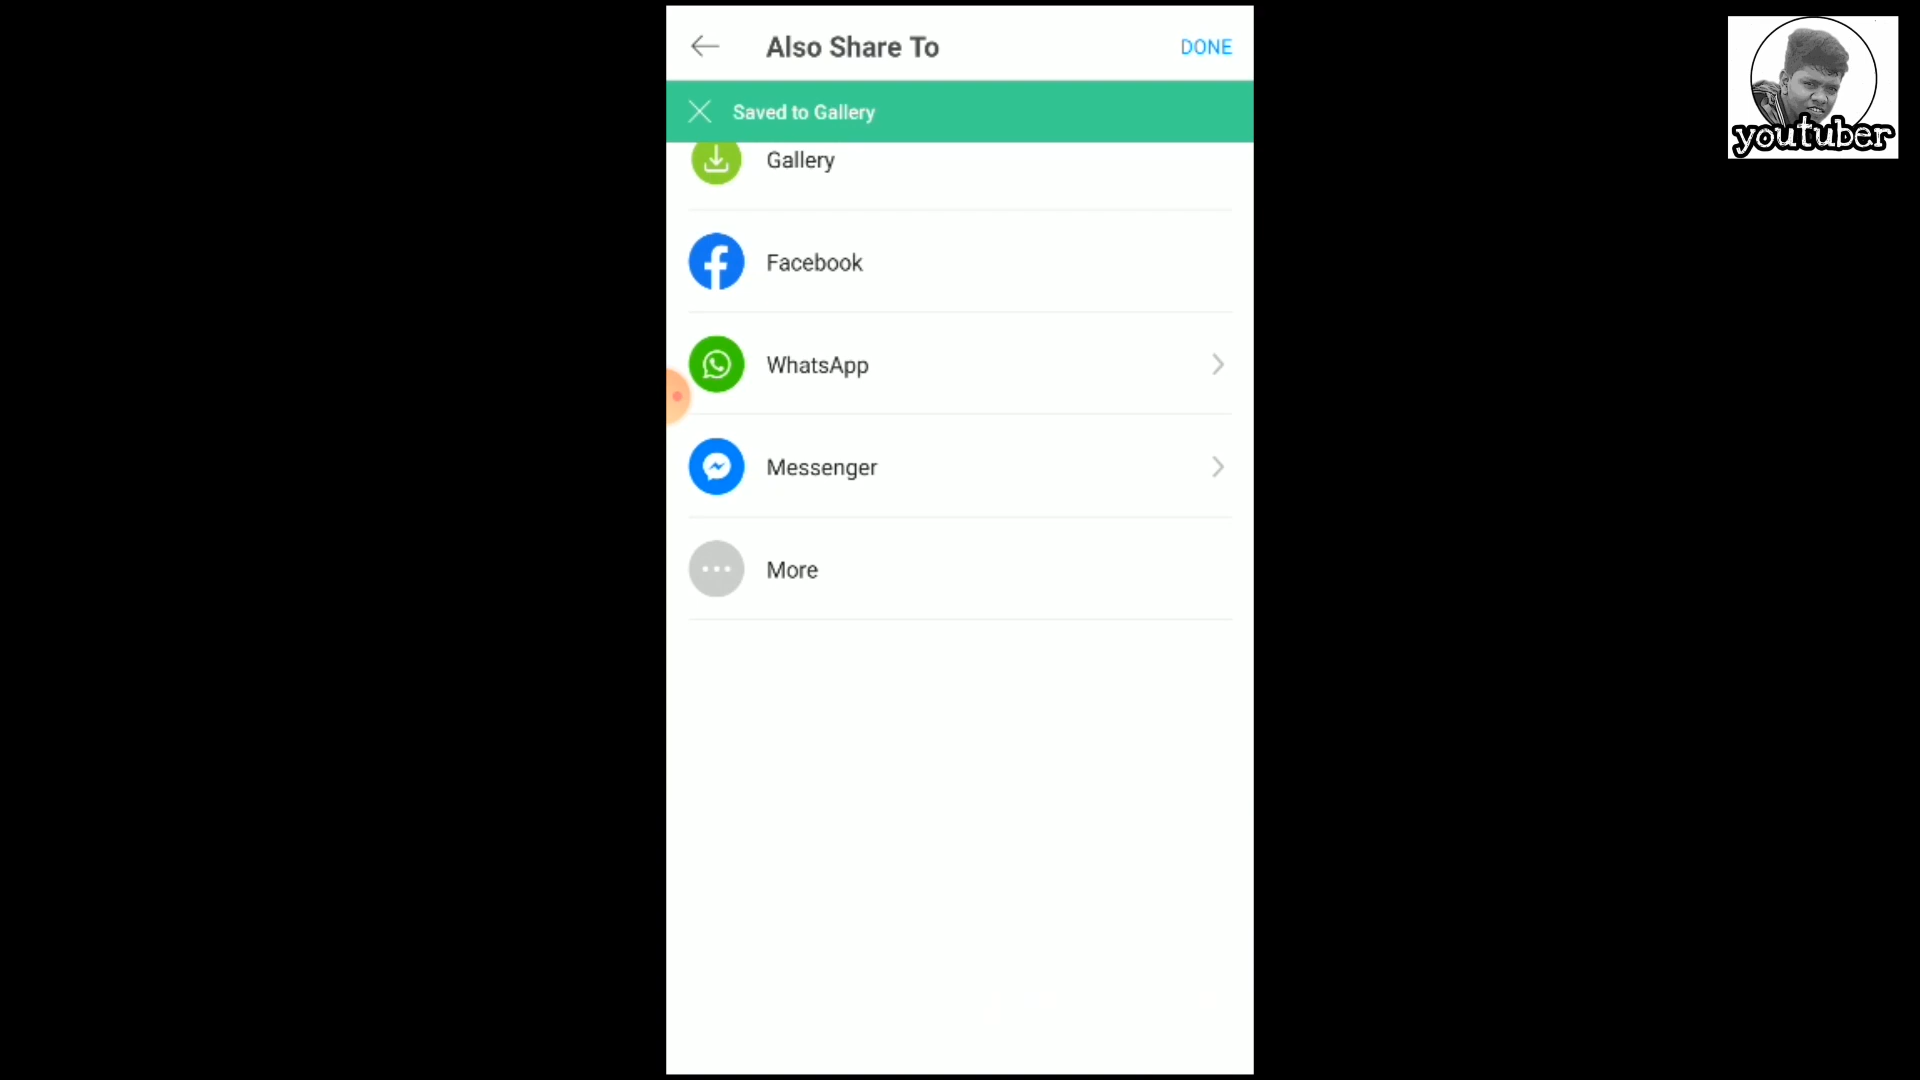 Also Share To
DONE
Saved to Gallery
Gallery
Facebook
WhatsApp
Messenger
More
youtuber